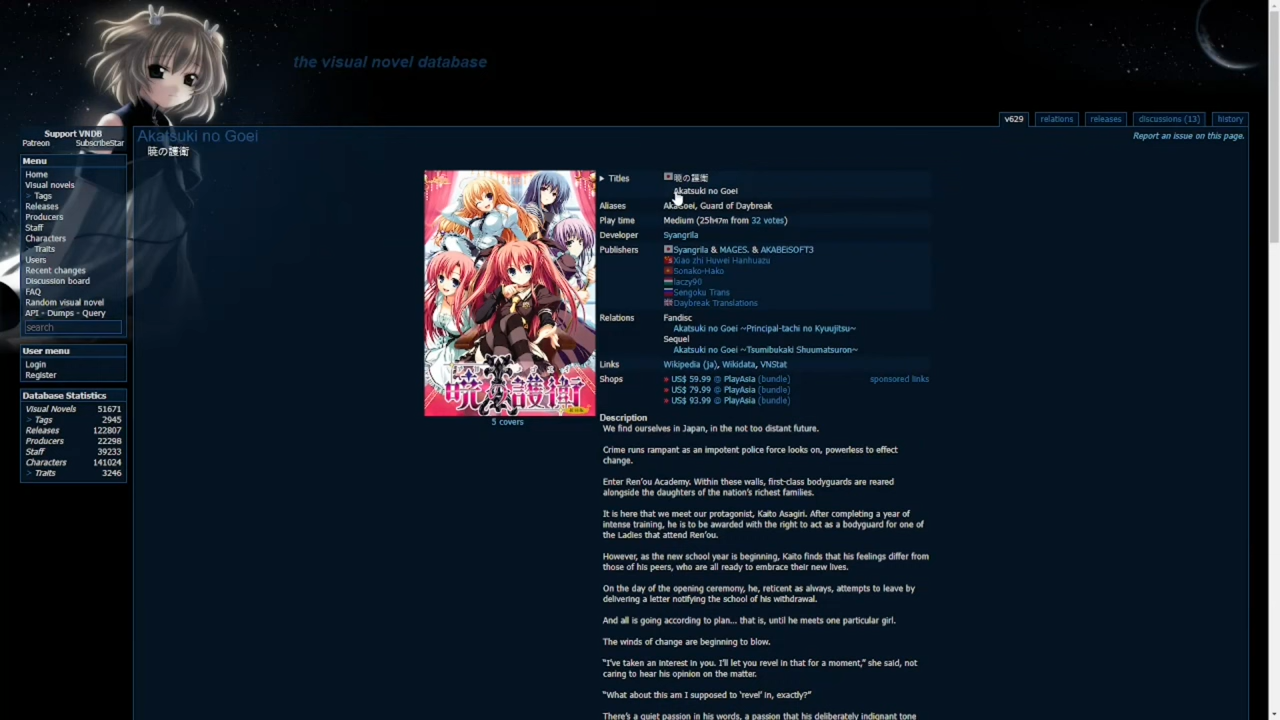 the visual novel database
v629
relations
releases
discussions (13)
history
Support VNDB
Patreon SubscribeStar
Menu
Home
Visual novels
> Tags
Releases
Producers
Staff
Characters
> Traits
Users
Recent changes
Discussion board
FAQ
Random visual novel
API - Dumps - Query
search
User menu
Login
Register
Database Statistics
Visual Novels 51671
> Tags 2945
Releases 122807
Producers 22298
Staff 39233
Characters 141024
> Traits 3246
Akatsuki no Goei
暁の護衛
Report an issue on this page.
暁の護衛
5 covers
▸ Titles 暁の護衛
Akatsuki no Goei
Aliases AkaGoei, Guard of Daybreak
Play time Medium (25h47m from 32 votes)
Developer Syangrila
Publishers Syangrila & MAGES. & AKABEiSOFT3
Xiao zhi Huwei Hanhuazu
Sonako-Hako
laczy90
Sengoku Trans
Daybreak Translations
Relations Fandisc
Akatsuki no Goei ~Principal-tachi no Kyuujitsu~
Sequel
Akatsuki no Goei ~Tsumibukaki Shuumatsuron~
Links Wikipedia (ja), Wikidata, VNStat
Shops » US$ 59.99 @ PlayAsia (bundle) sponsored links
» US$ 79.99 @ PlayAsia (bundle)
» US$ 93.99 @ PlayAsia (bundle)
Description
We find ourselves in Japan, in the not too distant future.
Crime runs rampant as an impotent police force looks on, powerless to effect
change.
Enter Ren'ou Academy. Within these walls, first-class bodyguards are reared
alongside the daughters of the nation's richest families.
It is here that we meet our protagonist, Kaito Asagiri. After completing a year of
intense training, he is to be awarded with the right to act as a bodyguard for one of
the Ladies that attend Ren'ou.
However, as the new school year is beginning, Kaito finds that his feelings differ from
those of his peers, who are all ready to embrace their new lives.
On the day of the opening ceremony, he, reticent as always, attempts to leave by
delivering a letter notifying the school of his withdrawal.
And all is going according to plan... that is, until he meets one particular girl.
The winds of change are beginning to blow.
"I've taken an interest in you. I'll let you revel in that for a moment," she said, not
caring to hear his opinion on the matter.
"What about this am I supposed to 'revel' in, exactly?"
There's a quiet passion in his words, a passion that his deliberately indignant tone